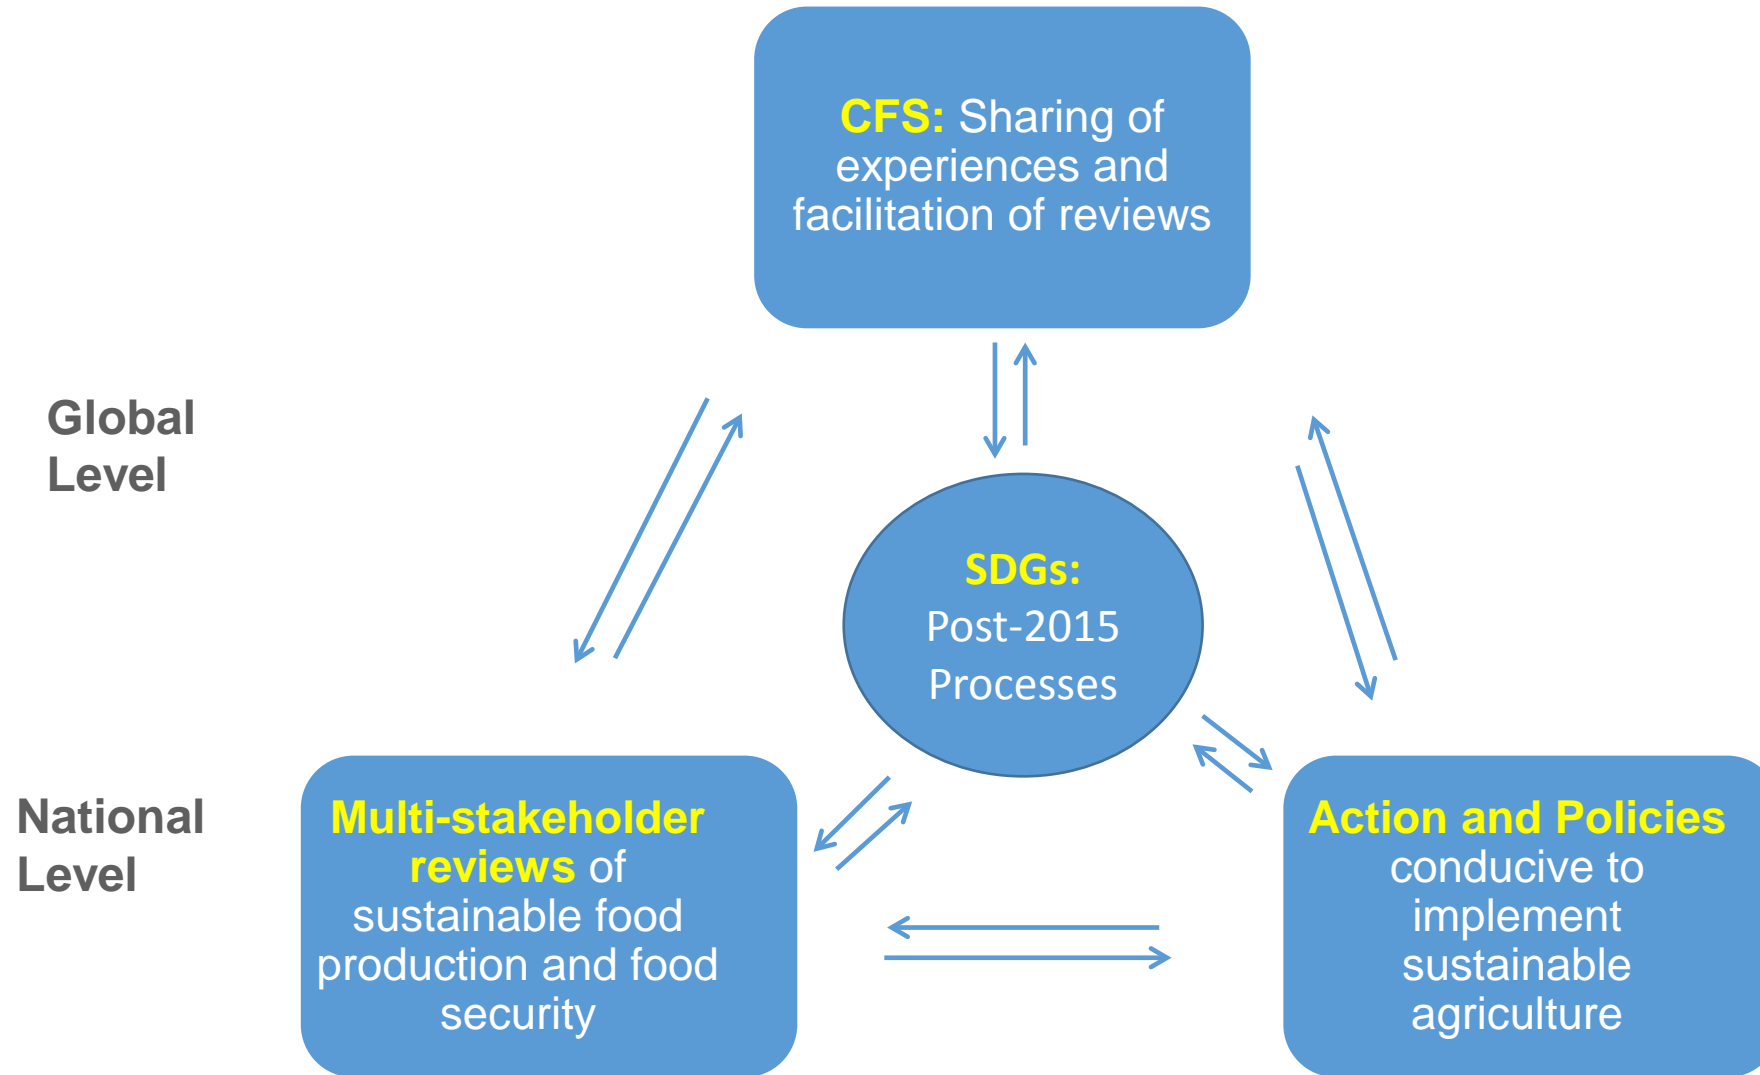 CFS: Sharing of
experiences and
facilitation of reviews
Global
Level
SDGs:
Post-2015
Processes
National
Level
Multi-stakeholder
reviews of
sustainable food
production and food
security
Action and Policies
conducive to
implement
sustainable
agriculture